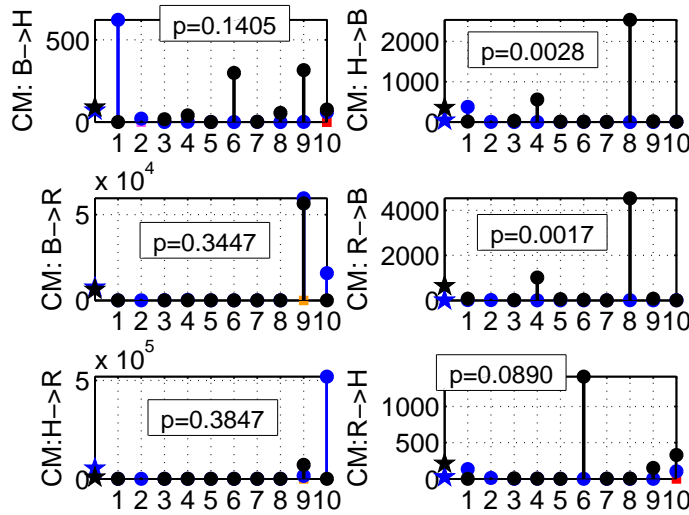 CM: B->H
500
0
p=0.1405
1 2 3 4 5 6 7 8 9 10
CM: H->B
2000
1000
0
p=0.0028
1 2 3 4 5 6 7 8 9 10
CM: B->R
x 10^4
5
0
p=0.3447
1 2 3 4 5 6 7 8 9 10
CM: R->B
4000
2000
0
p=0.0017
1 2 3 4 5 6 7 8 9 10
CM:H->R
x 10^5
5
0
p=0.3847
1 2 3 4 5 6 7 8 9 10
CM: R->H
1000
500
0
p=0.0890
1 2 3 4 5 6 7 8 9 10